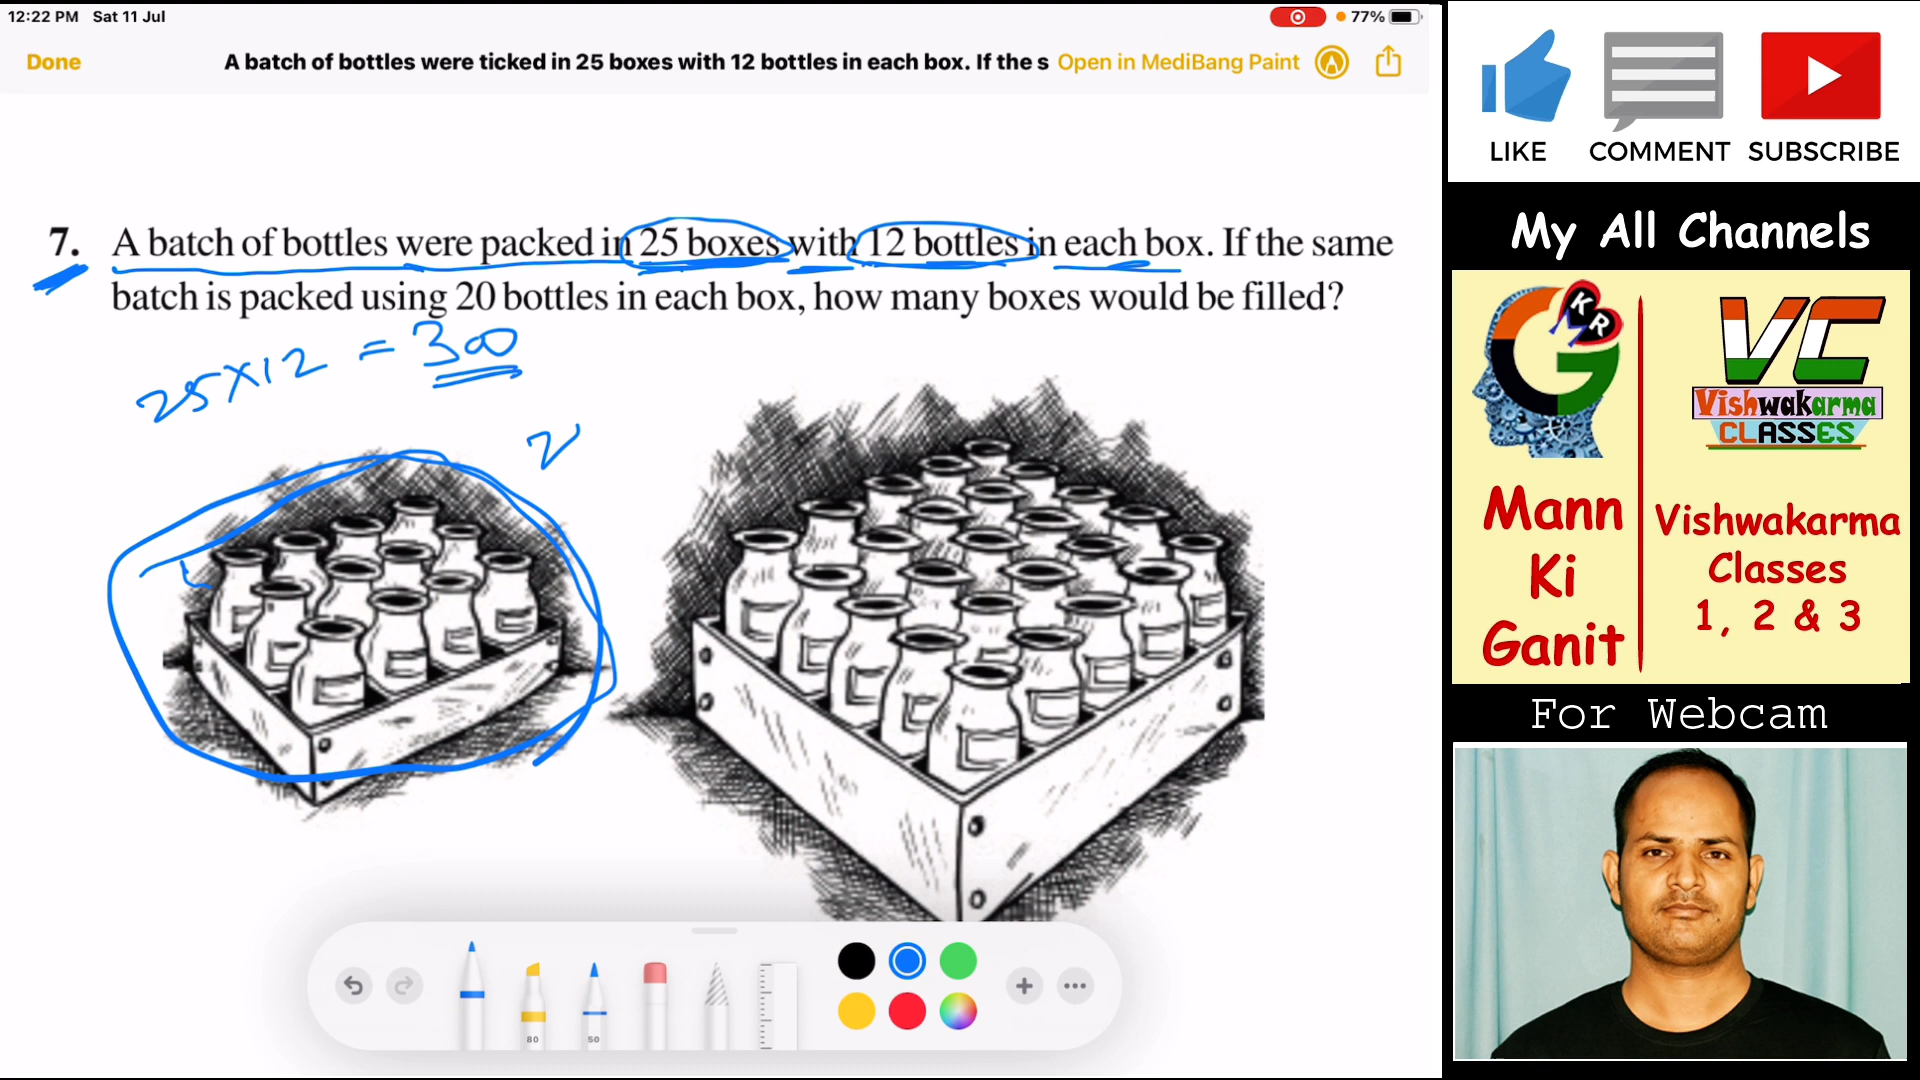 12:22 PM Sat 11 Jul
77%
Done
A batch of bottles were ticked in 25 boxes with 12 bottles in each box. If the s
Open in MediBang Paint
7. A batch of bottles were packed in 25 boxes with 12 bottles in each box. If the same
batch is packed using 20 bottles in each box, how many boxes would be filled?
25×12 = 300
80
50
LIKE COMMENT SUBSCRIBE
My All Channels
G K R
Mann
Ki
Ganit
VC
Vishwakarma
CLASSES
Vishwakarma
Classes
1, 2 & 3
For Webcam